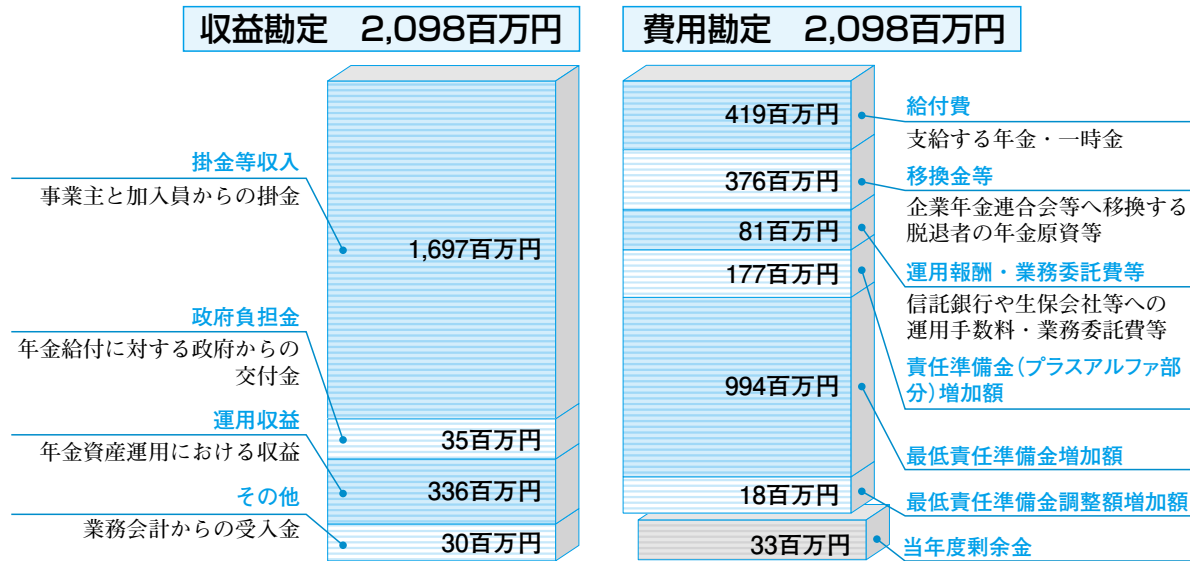 収益勘定　2,098百万円
掛金等収入
事業主と加入員からの掛金
1,697百万円
政府負担金
年金給付に対する政府からの
交付金
35百万円
運用収益
年金資産運用における収益
336百万円
その他
業務会計からの受入金
30百万円
費用勘定　2,098百万円
419百万円
給付費
支給する年金・一時金
376百万円
移換金等
企業年金連合会等へ移換する
脱退者の年金原資等
81百万円
運用報酬・業務委託費等
信託銀行や生保会社等への
運用手数料・業務委託費等
177百万円
責任準備金(プラスアルファ部
分)増加額
994百万円
最低責任準備金増加額
18百万円
最低責任準備金調整額増加額
33百万円
当年度剰余金